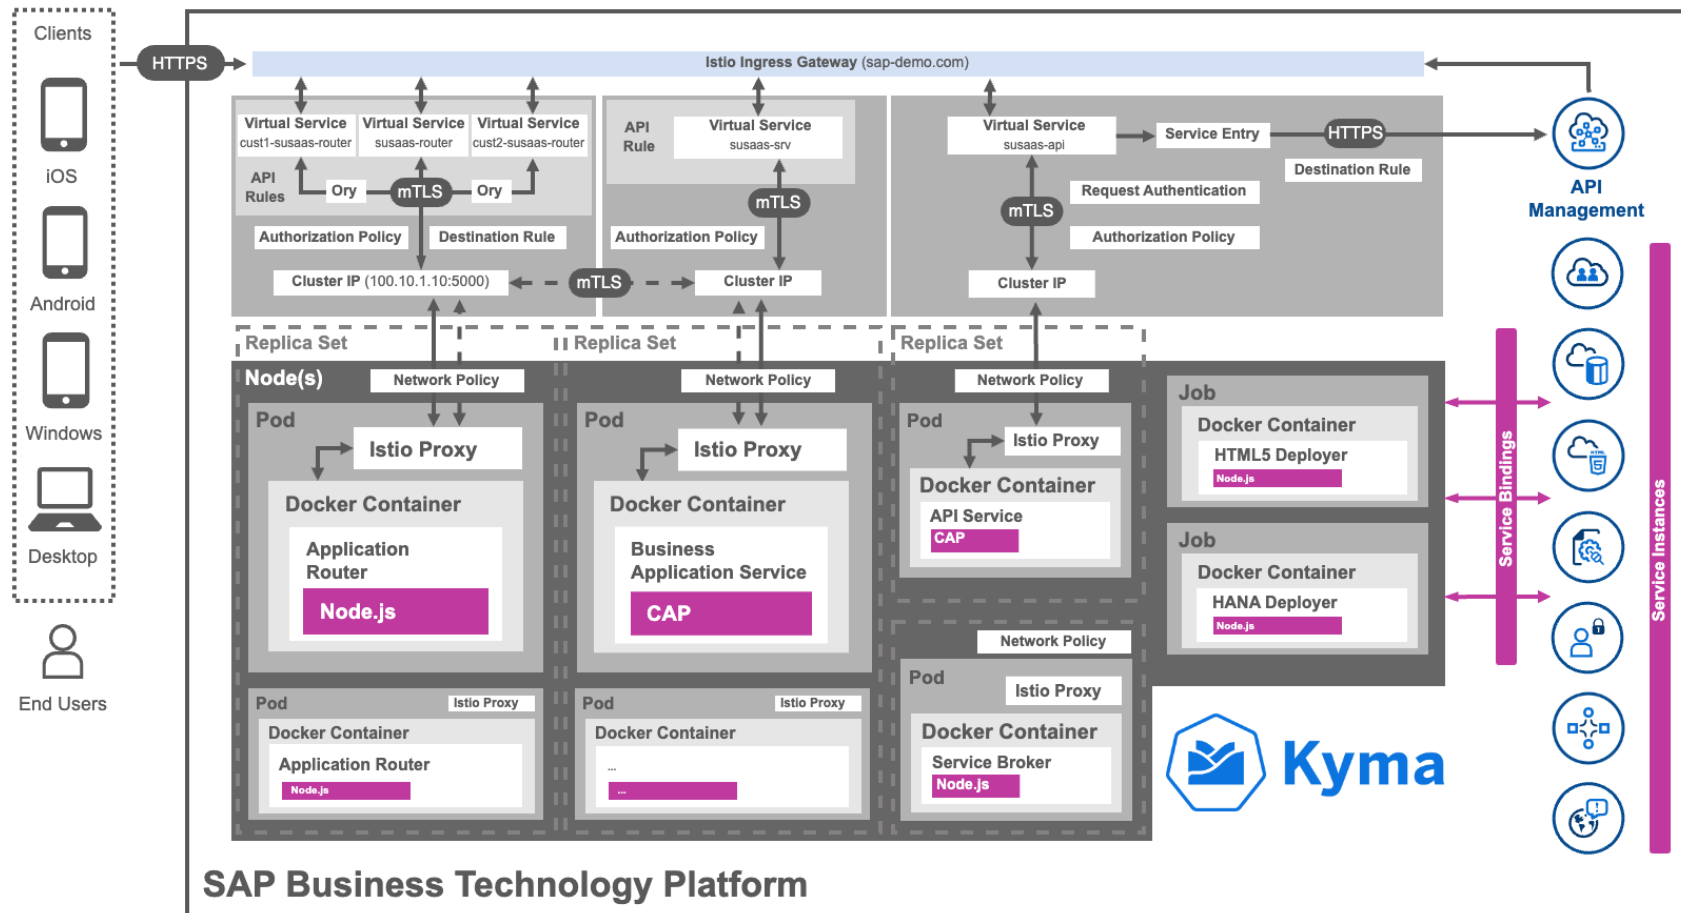 Clients
HTTPS
iOS
Android
Windows
Desktop
End Users
Istio Ingress Gateway (sap-demo.com)
Virtual Service
cust1-susaas-router
Virtual Service
susaas-router
Virtual Service
cust2-susaas-router
API
Rules
Ory
mTLS
Ory
Authorization Policy
Destination Rule
Cluster IP (100.10.1.10:5000)
mTLS
API
Rule
Virtual Service
susaas-srv
mTLS
Authorization Policy
Cluster IP
Virtual Service
susaas-api
Service Entry
HTTPS
Destination Rule
Request Authentication
mTLS
Authorization Policy
Cluster IP
API
Management
Replica Set
Replica Set
Replica Set
Node(s)
Network Policy
Network Policy
Network Policy
Pod
Istio Proxy
Docker Container
Application
Router
Node.js
Pod
Istio Proxy
Docker Container
Business
Application Service
CAP
Pod
Istio Proxy
Docker Container
API Service
CAP
Job
Docker Container
HTML5 Deployer
Node.js
Job
Docker Container
HANA Deployer
Node.js
Service Bindings
Service Instances
HTML
5
Pod
Istio Proxy
Docker Container
Application Router
Node.js
Pod
Istio Proxy
Docker Container
...
...
Network Policy
Pod
Istio Proxy
Docker Container
Service Broker
Node.js
Kyma
SAP Business Technology Platform